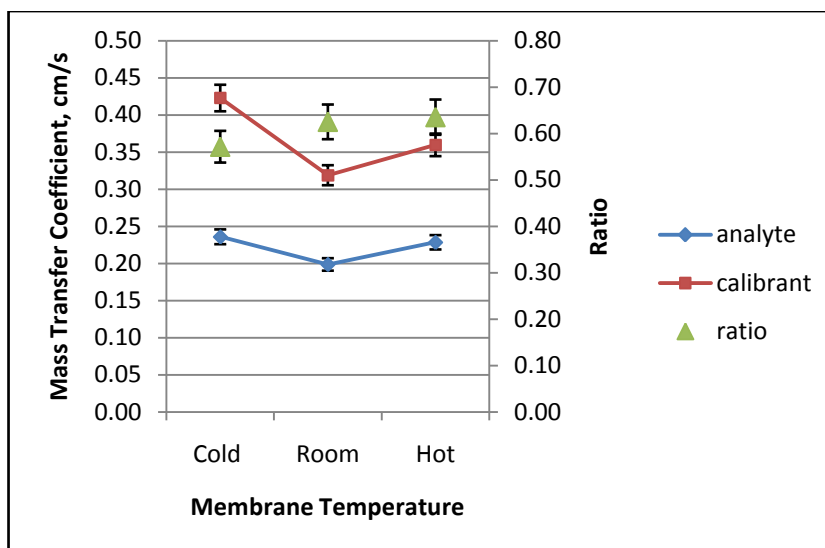 0.50
0.45
0.40
0.35
0.30
0.25
0.20
0.15
0.10
0.05
0.00
Mass Transfer Coefficient, cm/s
0.80
0.70
0.60
0.50
0.40
0.30
0.20
0.10
0.00
Ratio
Cold Room Hot
Membrane Temperature
analyte
calibrant
ratio